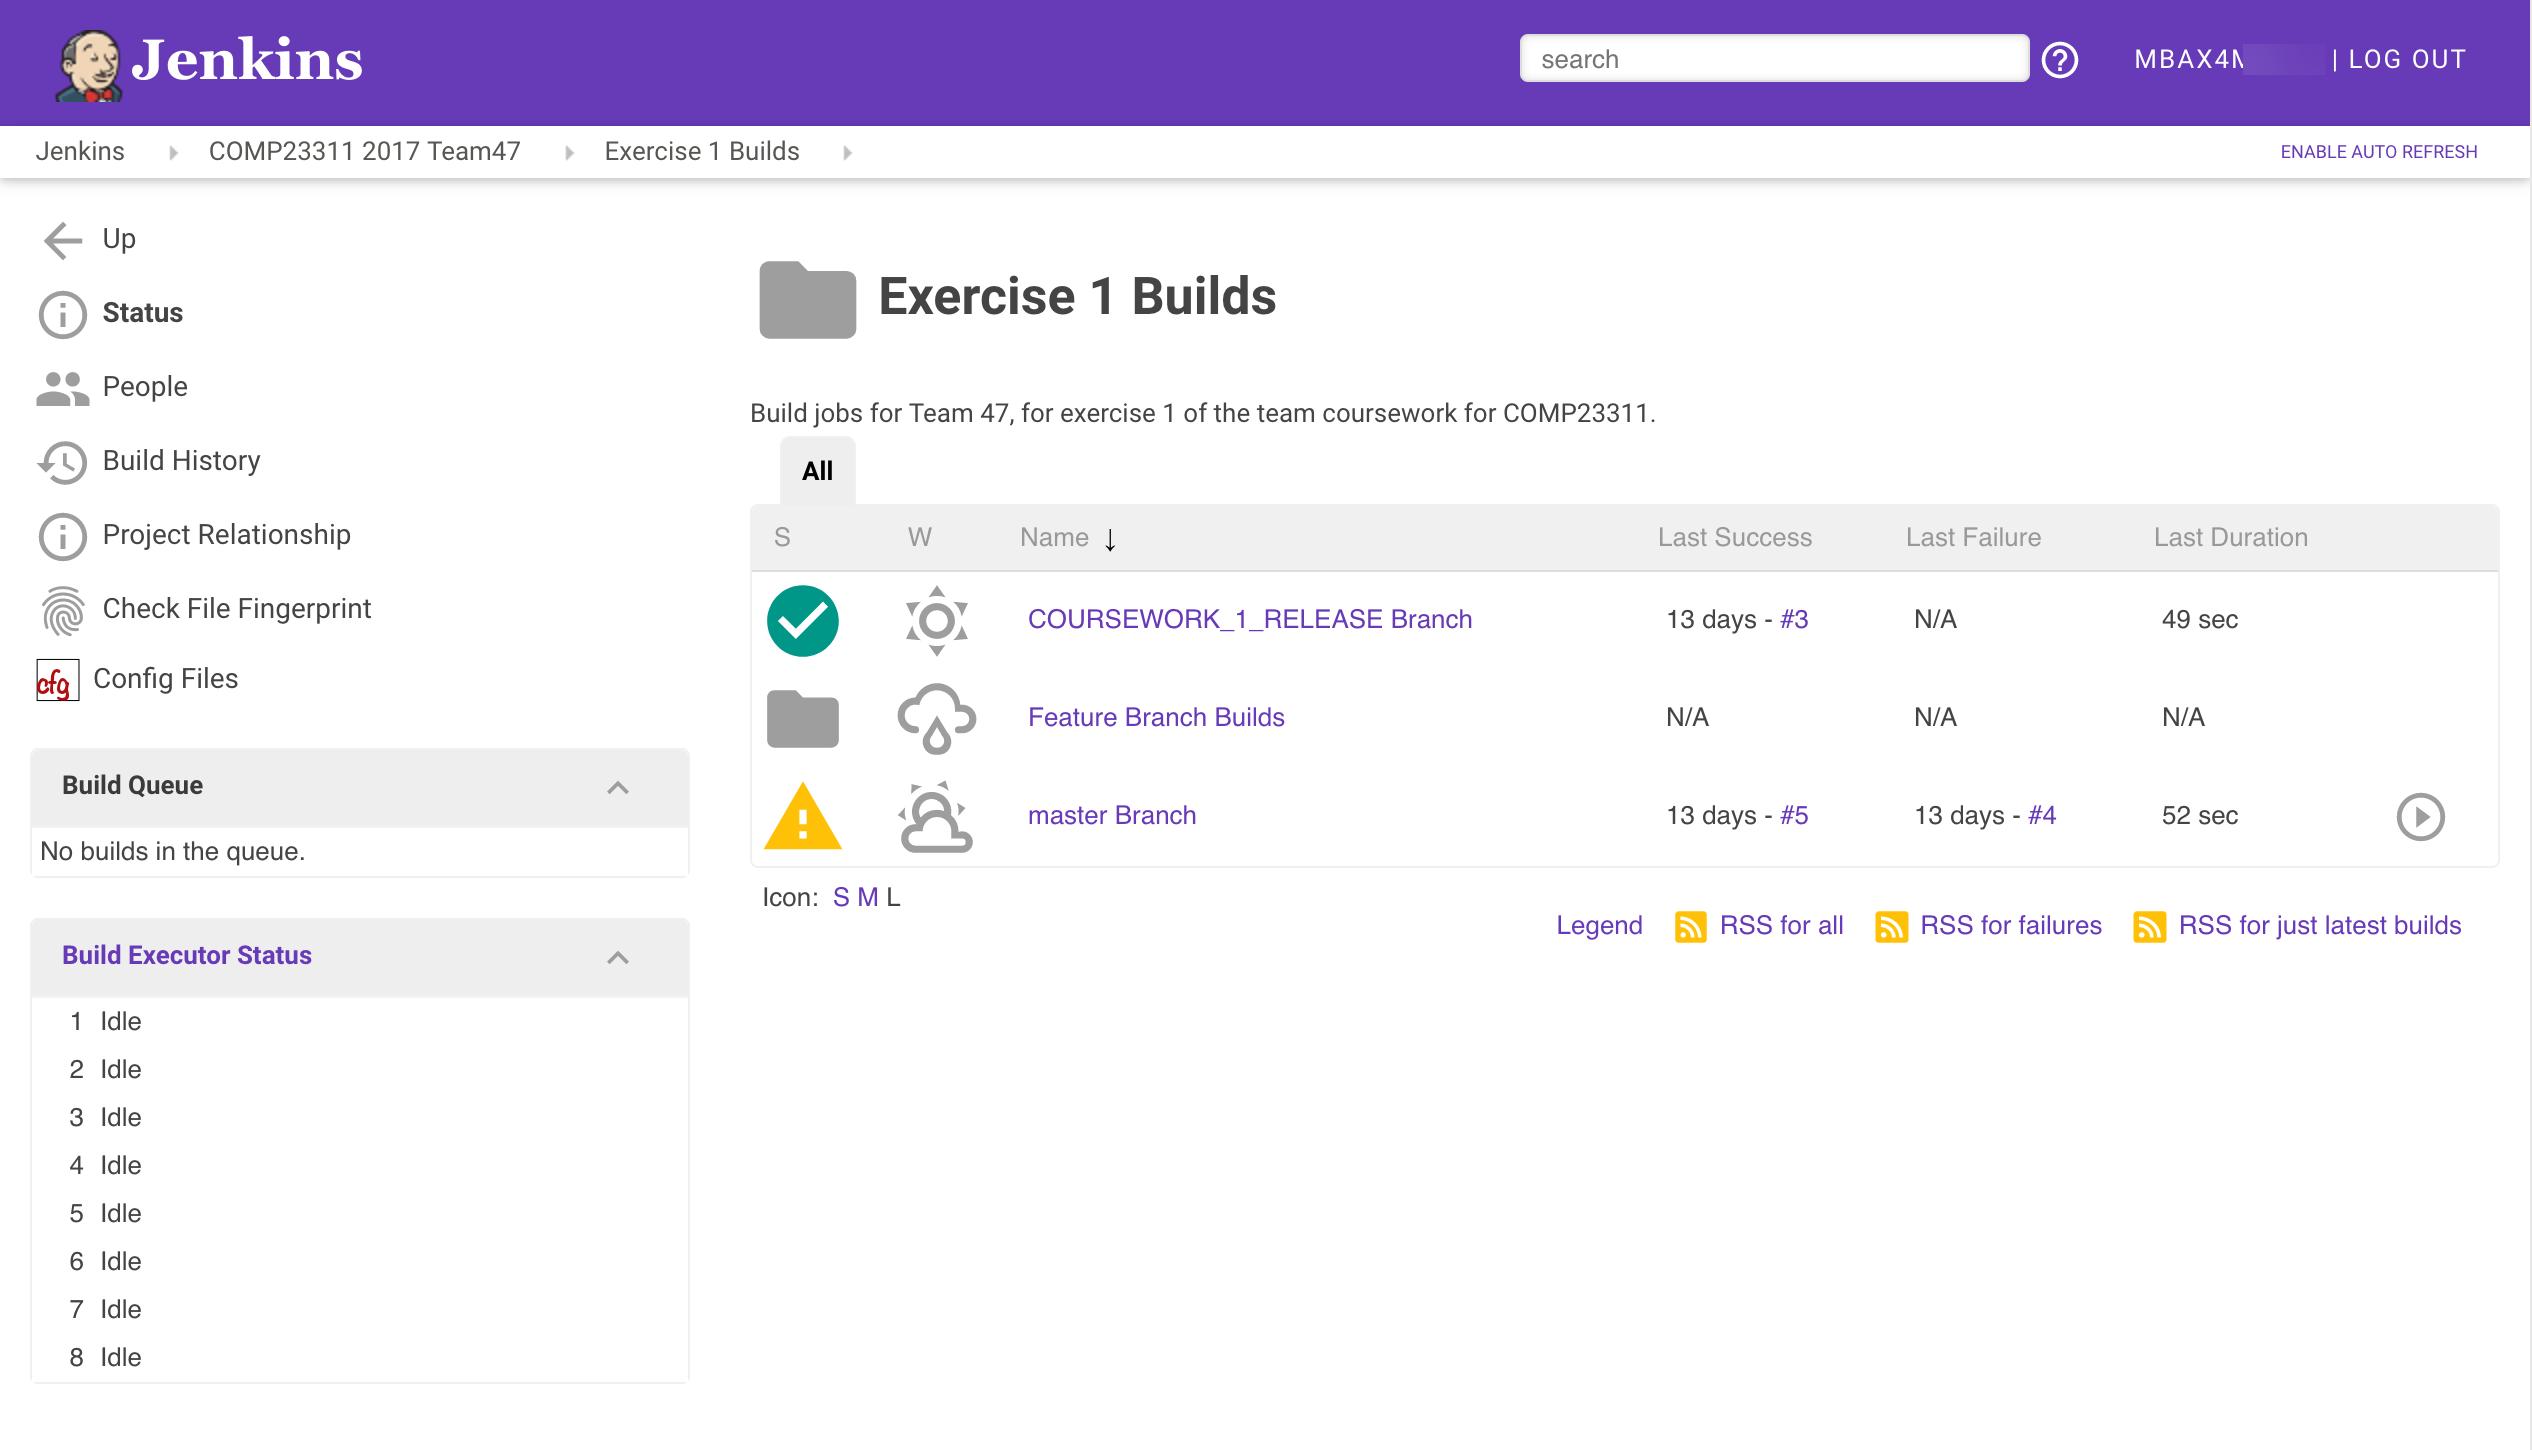 Jenkins
search
| LOG OUT
Jenkins COMP23311 2017 Team47 Exercise 1 Builds
ENABLE AUTO REFRESH
Up
Status
People
Build History
Project Relationship
Check File Fingerprint
cfg Config Files
Build Queue
No builds in the queue.
Build Executor Status
1 Idle
2 Idle
3 Idle
4 Idle
5 Idle
6 Idle
7 Idle
8 Idle
Exercise 1 Builds
Build jobs for Team 47, for exercise 1 of the team coursework for COMP23311.
All
S W Name ↓ Last Success Last Failure Last Duration
COURSEWORK_1_RELEASE Branch 13 days - #3 N/A 49 sec
Feature Branch Builds N/A N/A N/A
master Branch 13 days - #5 13 days - #4 52 sec
Icon: S M L
Legend RSS for all RSS for failures RSS for just latest builds